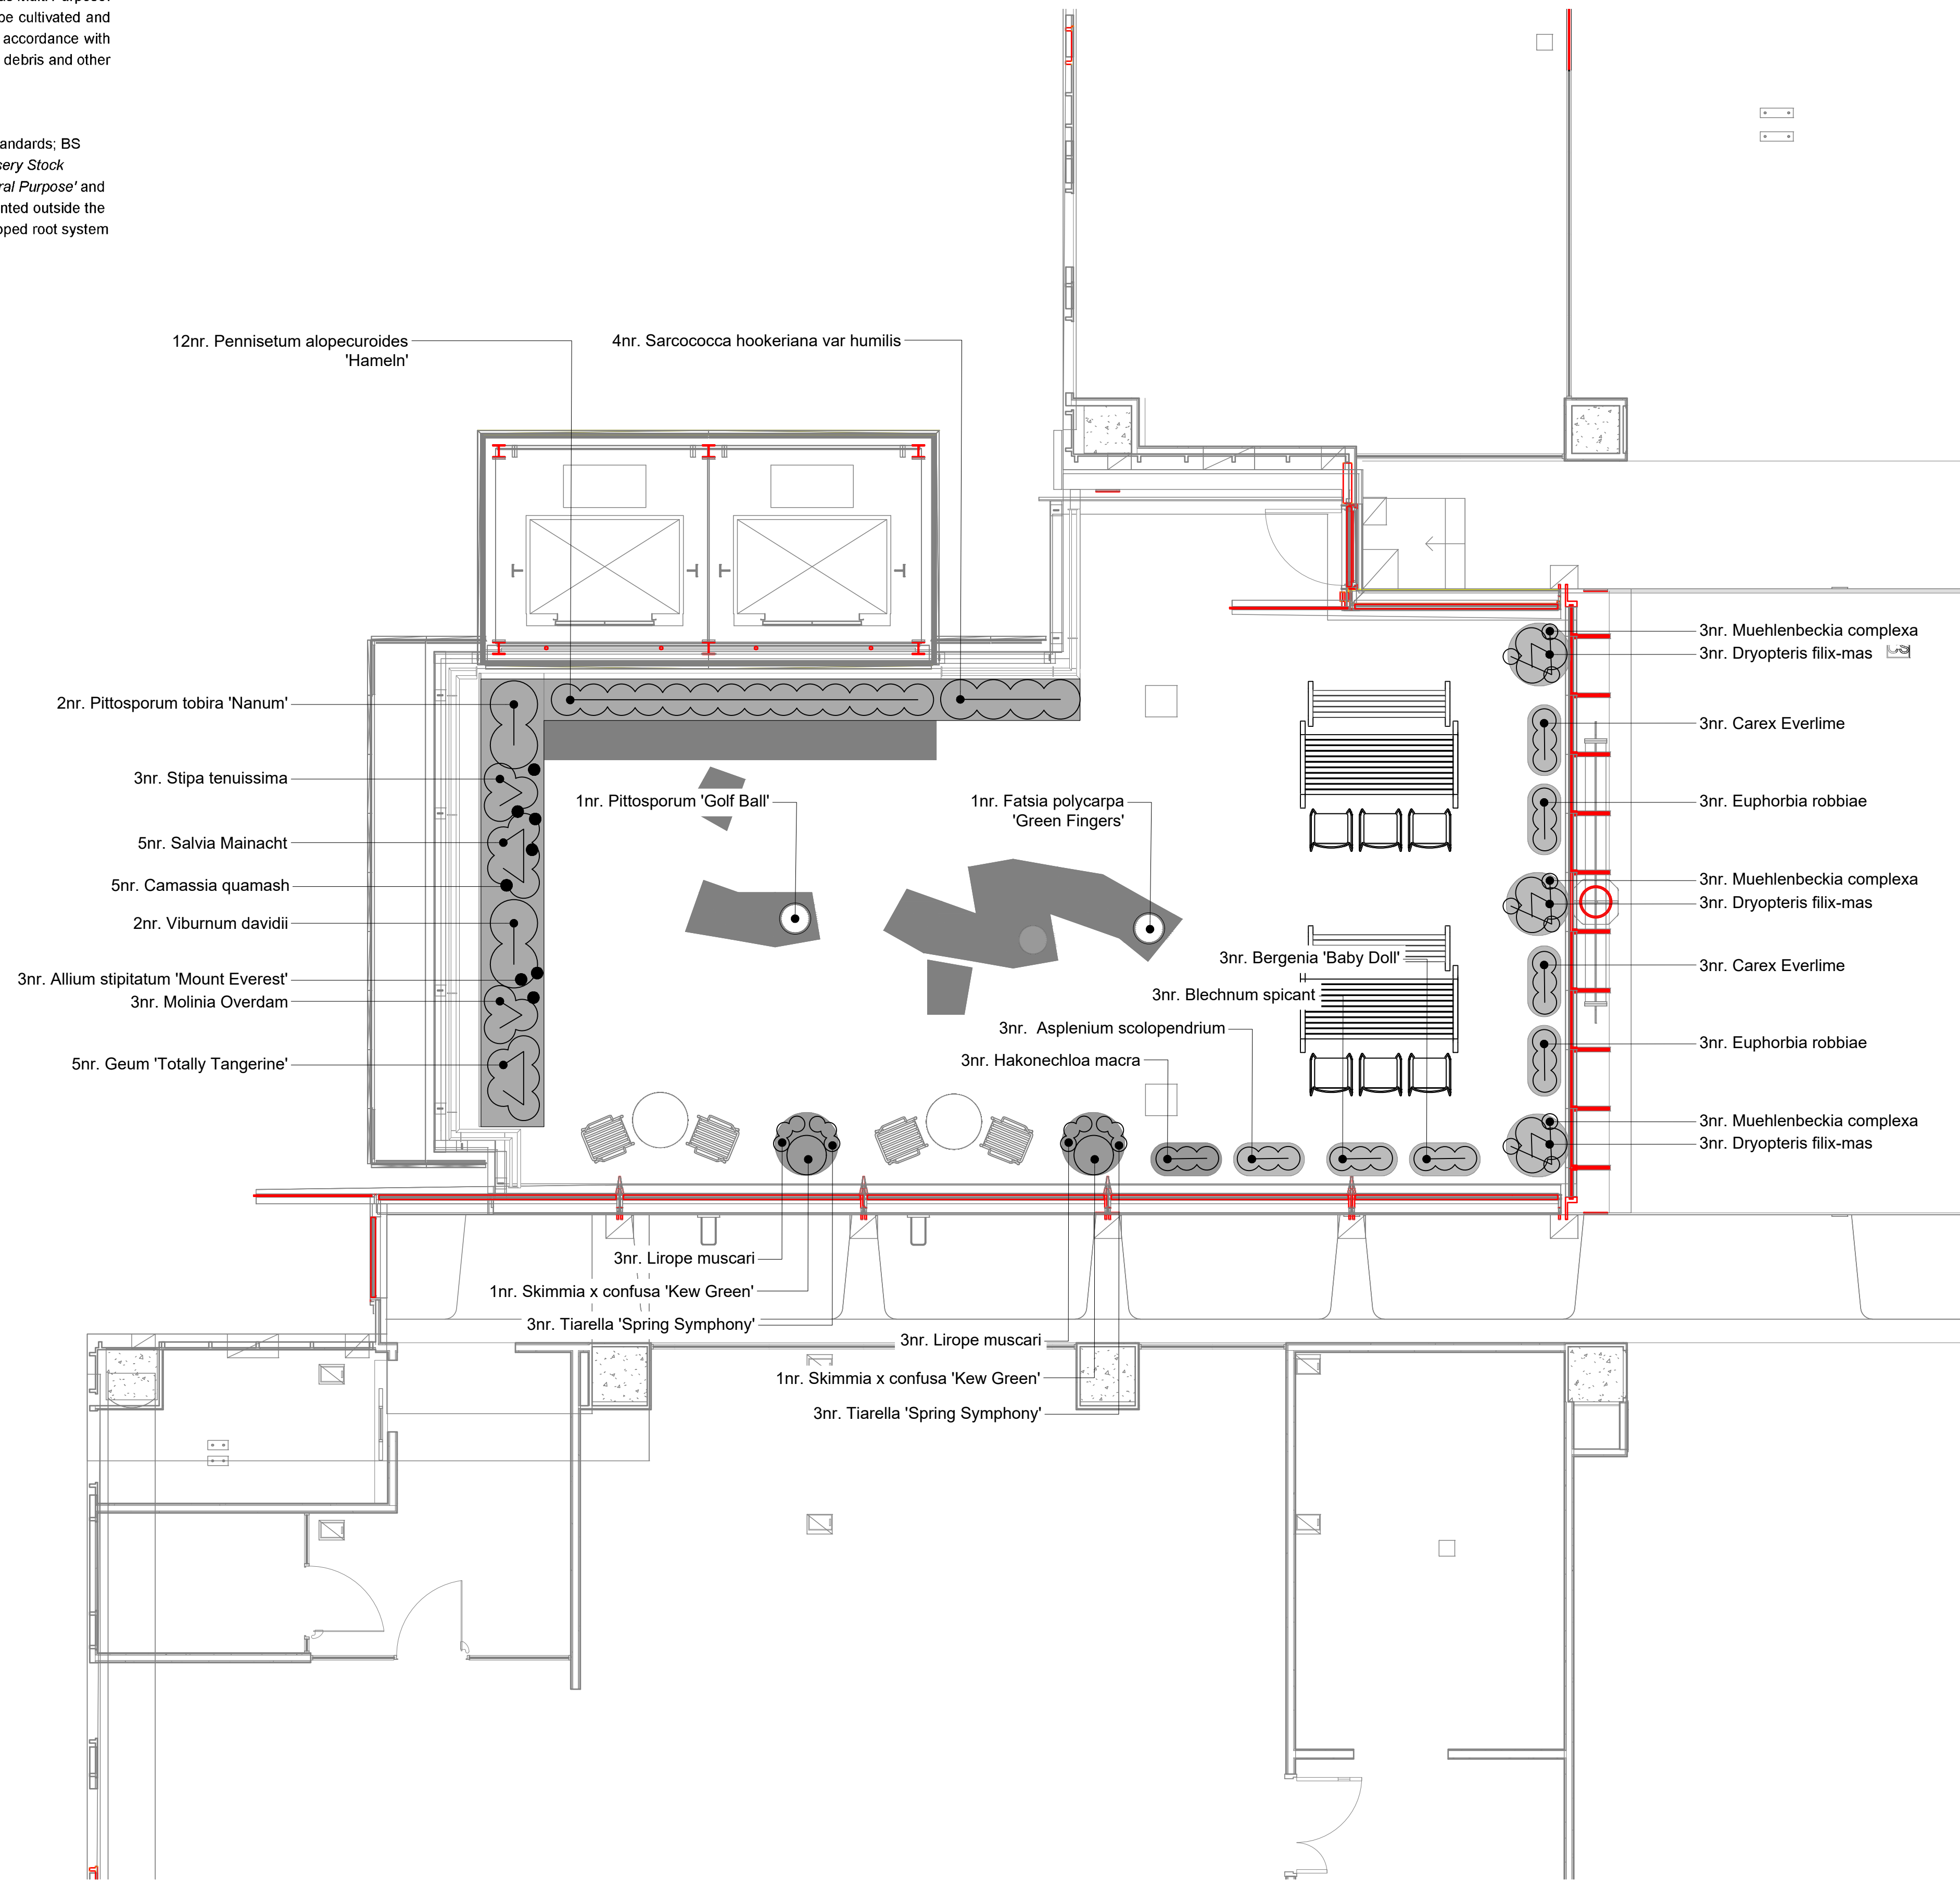 be cultivated and
accordance with
debris and other
andards; BS
sery Stock
ral Purpose' and
nted outside the
pped root system
12nr. Pennisetum alopecuroides
'Hameln'
4nr. Sarcococca hookeriana var humilis
3nr. Muehlenbeckia complexa
3nr. Dryopteris filix-mas
2nr. Pittosporum tobira 'Nanum'
3nr. Carex Everlime
3nr. Stipa tenuissima
1nr. Pittosporum 'Golf Ball'
1nr. Fatsia polycarpa
'Green Fingers'
3nr. Euphorbia robbiae
5nr. Salvia Mainacht
5nr. Camassia quamash
3nr. Muehlenbeckia complexa
3nr. Dryopteris filix-mas
2nr. Viburnum davidii
3nr. Bergenia 'Baby Doll'
3nr. Carex Everlime
3nr. Allium stipitatum 'Mount Everest'
3nr. Blechnum spicant
3nr. Molinia Overdam
3nr. Asplenium scolopendrium
3nr. Euphorbia robbiae
5nr. Geum 'Totally Tangerine'
3nr. Hakonechloa macra
3nr. Muehlenbeckia complexa
3nr. Dryopteris filix-mas
3nr. Lirope muscari
1nr. Skimmia x confusa 'Kew Green'
3nr. Tiarella 'Spring Symphony'
3nr. Lirope muscari
1nr. Skimmia x confusa 'Kew Green'
3nr. Tiarella 'Spring Symphony'